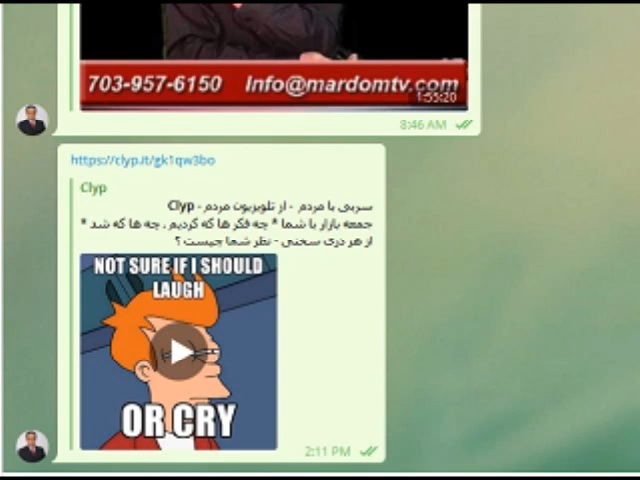 703-957-6150 Info@mardomtv.com
1:55:20
8:46 AM
https://clyp.it/gk1qw3bo
Clyp
سربی با مردم - از تلویزیون مردم - Clyp
جمعه بازار با شما * چه فکر ها که کردیم ، چه ها که شد *
از هر دری سخنی - نظر شما چیست ؟
NOT SURE IF I SHOULD
LAUGH
OR CRY
2:11 PM